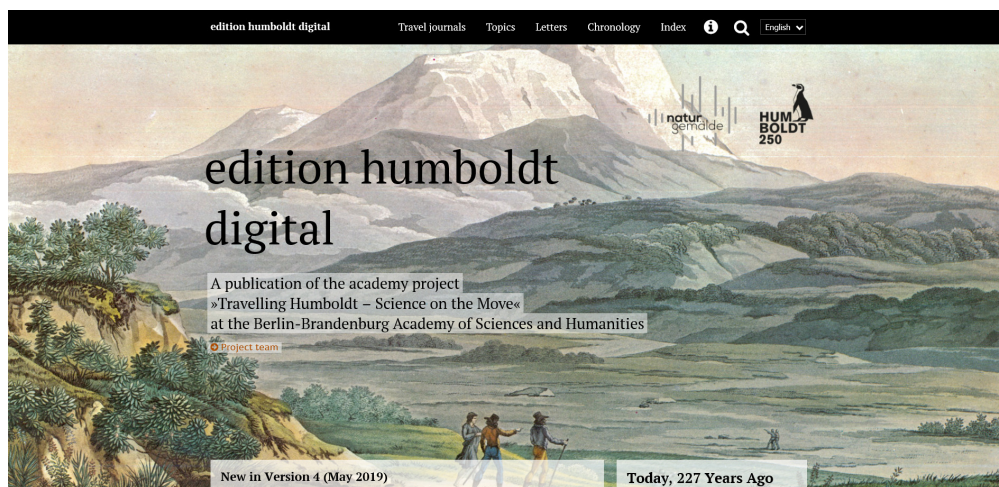 edition humboldt digital Travel journals Topics Letters Chronology Index English
natur
gemälde
HUM
BOLDT
250
edition humboldt
digital
A publication of the academy project
»Travelling Humboldt – Science on the Move«
at the Berlin-Brandenburg Academy of Sciences and Humanities
Project team
New in Version 4 (May 2019)
Today, 227 Years Ago